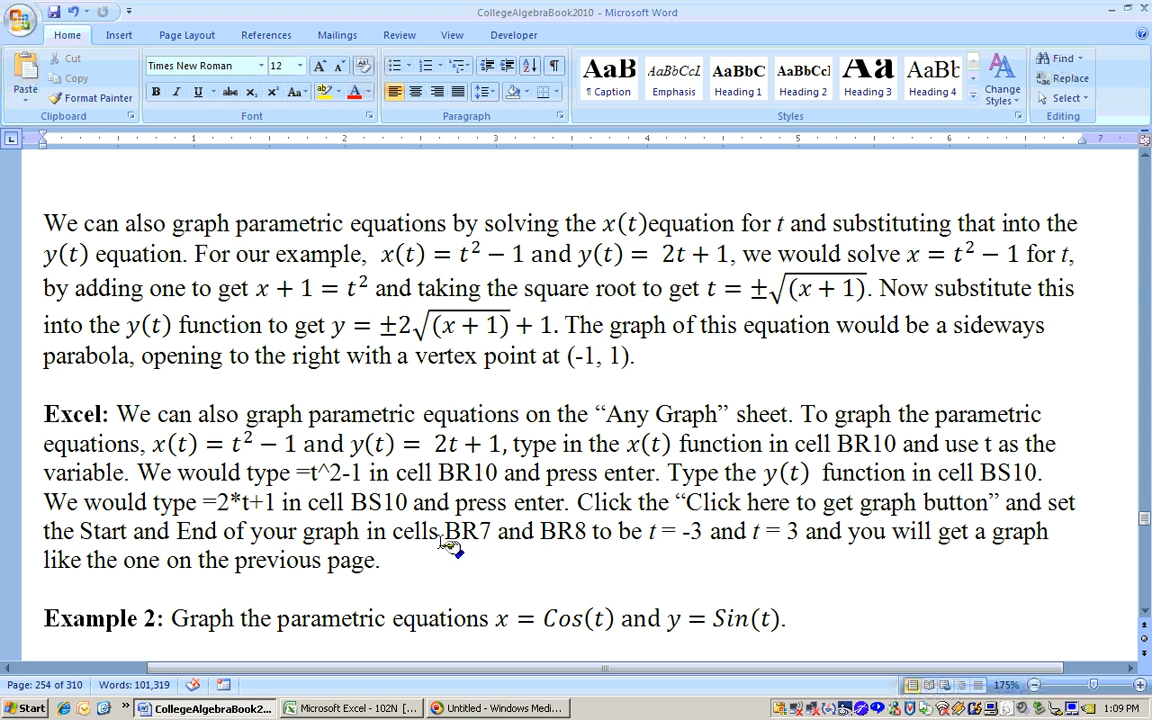 CollegeAlgebraBook2010 - Microsoft Word
Home Insert Page Layout References Mailings Review View Developer
Paste Cut Copy Format Painter
Times New Roman 12
AaB AaBbCcL AaBbC AaBbCcI Aa AaBb
¶ Caption Emphasis Heading 1 Heading 2 Heading 3 Heading 4
Change Styles
Find Replace Select
Clipboard Font Paragraph Styles Editing
1 2 3 4 5 6 7
We can also graph parametric equations by solving the x(t)equation for t and substituting that into the
y(t) equation. For our example, x(t) = t² − 1 and y(t) = 2t + 1, we would solve x = t² − 1 for t,
by adding one to get x + 1 = t² and taking the square root to get t = ±√(x + 1). Now substitute this
into the y(t) function to get y = ±2√(x + 1) + 1. The graph of this equation would be a sideways
parabola, opening to the right with a vertex point at (-1, 1).
Excel: We can also graph parametric equations on the “Any Graph” sheet. To graph the parametric
equations, x(t) = t² − 1 and y(t) = 2t + 1, type in the x(t) function in cell BR10 and use t as the
variable. We would type =t^2-1 in cell BR10 and press enter. Type the y(t) function in cell BS10.
We would type =2*t+1 in cell BS10 and press enter. Click the “Click here to get graph button” and set
the Start and End of your graph in cells BR7 and BR8 to be t = -3 and t = 3 and you will get a graph
like the one on the previous page.
Example 2: Graph the parametric equations x = Cos(t) and y = Sin(t).
Page: 254 of 310 Words: 101,319 175%
Start CollegeAlgebraBook2... Microsoft Excel - 102N [... Untitled - Windows Medi... 1:09 PM